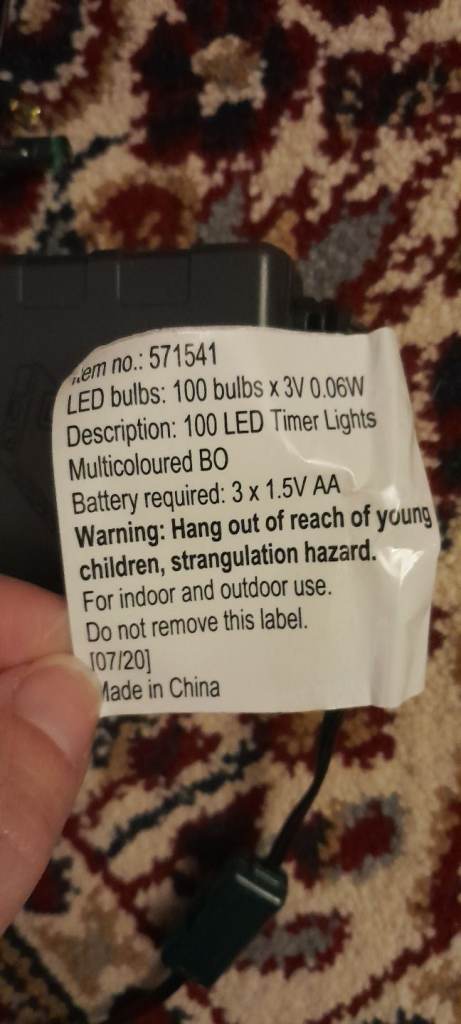 Item no.: 571541
LED bulbs: 100 bulbs x 3V 0.06W
Description: 100 LED Timer Lights
Multicoloured BO
Battery required: 3 x 1.5V AA
Warning: Hang out of reach of young
children, strangulation hazard.
For indoor and outdoor use.
Do not remove this label.
[07/20]
Made in China